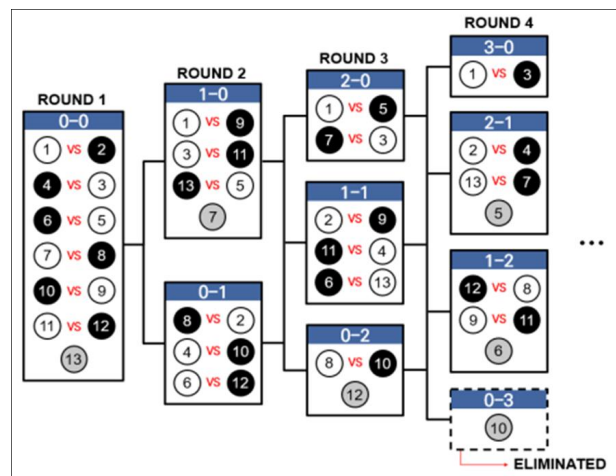 ROUND 1
0-0
1 VS 2
4 VS 3
6 VS 5
7 VS 8
10 VS 9
11 VS 12
13
ROUND 2
1-0
1 VS 9
3 VS 11
13 VS 5
7
0-1
8 VS 2
4 VS 10
6 VS 12
ROUND 3
2-0
1 VS 5
7 VS 3
1-1
2 VS 9
11 VS 4
6 VS 13
0-2
8 VS 10
12
ROUND 4
3-0
1 VS 3
2-1
2 VS 4
13 VS 7
5
1-2
12 VS 8
9 VS 11
6
0-3
10
ELIMINATED
...